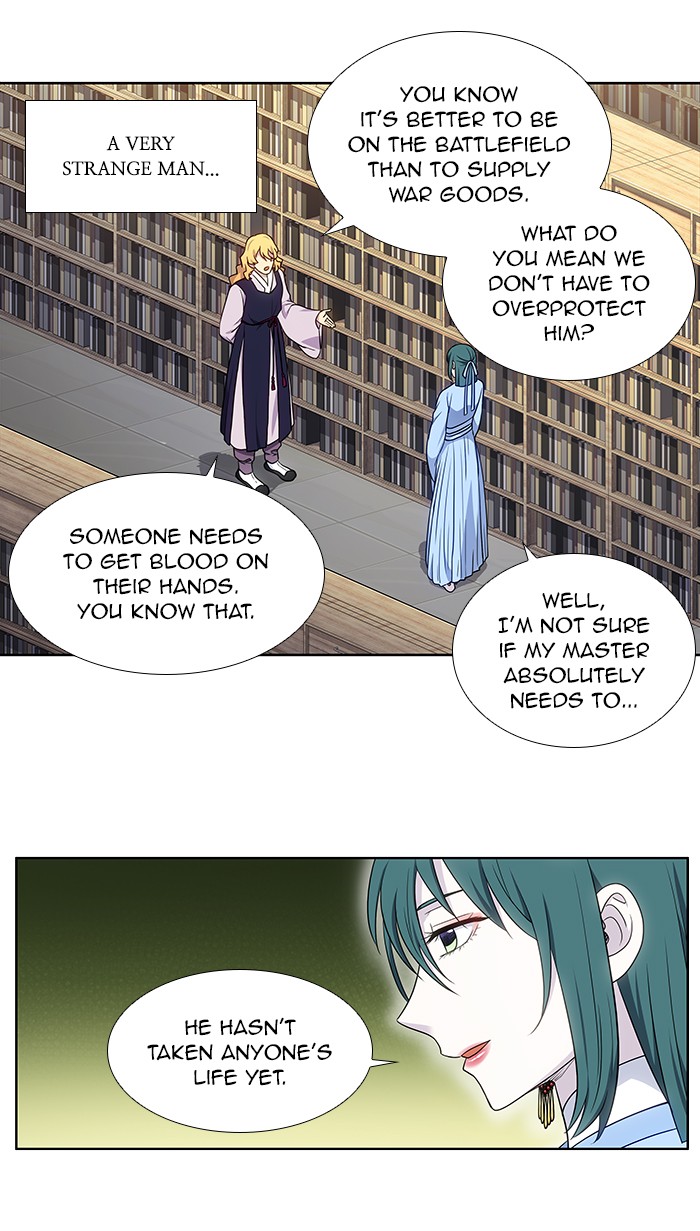 A VERY
STRANGE MAN...
YOU KNOW
IT'S BETTER TO BE
ON THE BATTLEFIELD
THAN TO SUPPLY
WAR GOODS.
WHAT DO
YOU MEAN WE
DON'T HAVE TO
OVERPROTECT
HIM?
SOMEONE NEEDS
TO GET BLOOD ON
THEIR HANDS.
YOU KNOW THAT.
WELL,
I'M NOT SURE
IF MY MASTER
ABSOLUTELY
NEEDS TO...
HE HASN'T
TAKEN ANYONE'S
LIFE YET.